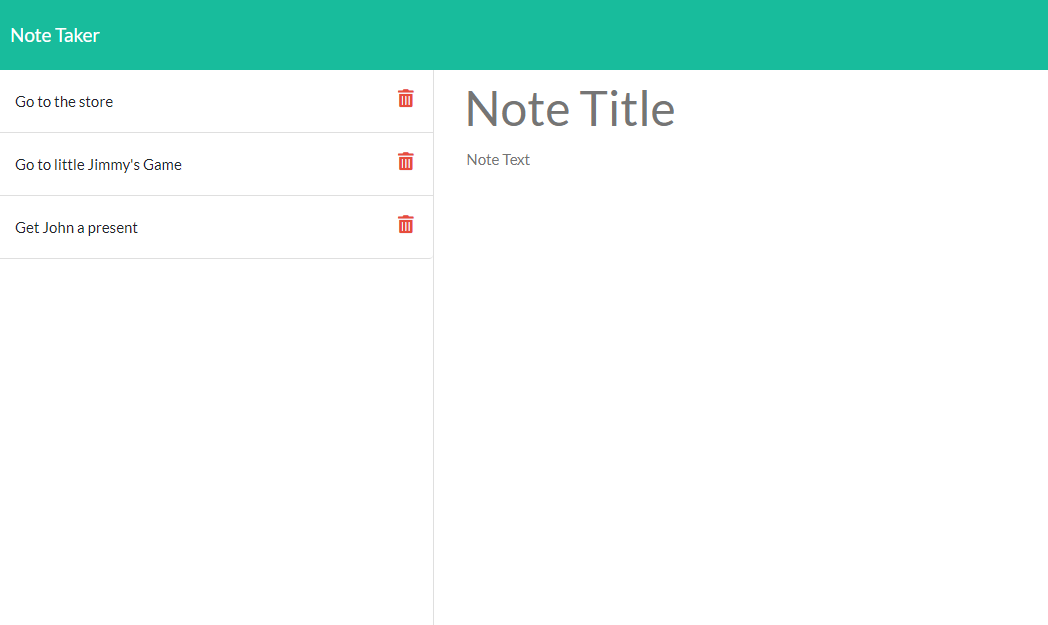 Note Taker
Go to the store
Go to little Jimmy's Game
Get John a present
Note Title
Note Text